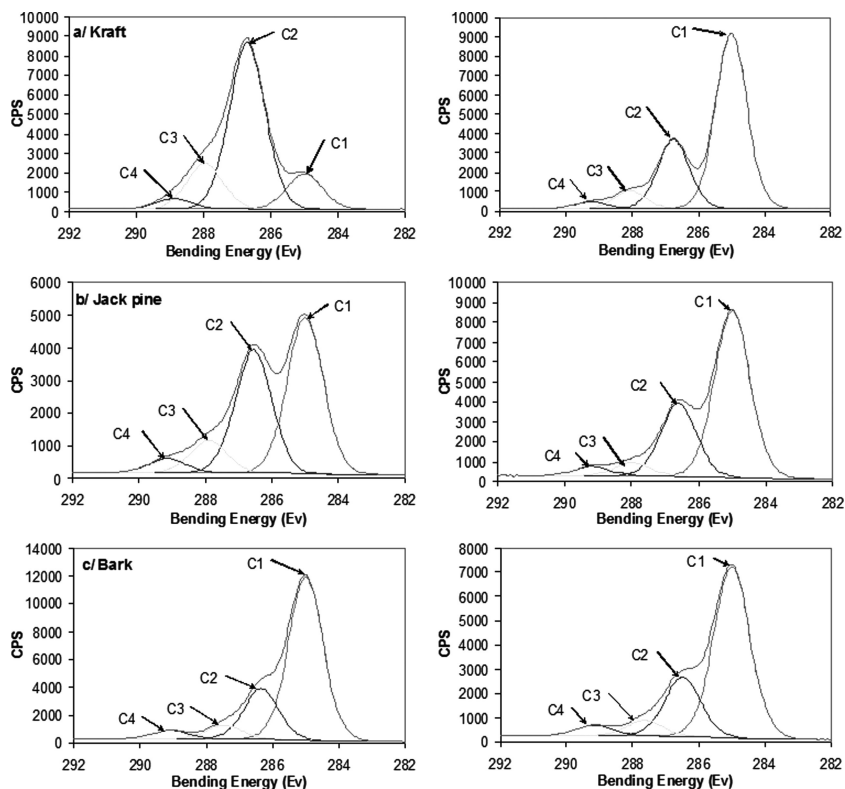 a/ Kraft
CPS
10000
9000
8000
7000
6000
5000
4000
3000
2000
1000
0
C4
C3
C2
C1
292 290 288 286 284 282
Bending Energy (Ev)
CPS
10000
9000
8000
7000
6000
5000
4000
3000
2000
1000
0
C4
C3
C2
C1
292 290 288 286 284 282
Bending Energy (Ev)
b/ Jack pine
CPS
6000
5000
4000
3000
2000
1000
0
C4
C3
C2
C1
292 290 288 286 284 282
Bending Energy (Ev)
CPS
10000
9000
8000
7000
6000
5000
4000
3000
2000
1000
0
C4
C3
C2
C1
292 290 288 286 284 282
Bending Energy (Ev)
c/ Bark
CPS
14000
12000
10000
8000
6000
4000
2000
0
C4
C3
C2
C1
292 290 288 286 284 282
Bending Energy (Ev)
CPS
8000
7000
6000
5000
4000
3000
2000
1000
0
C4
C3
C2
C1
292 290 288 286 284 282
Bending Energy (Ev)